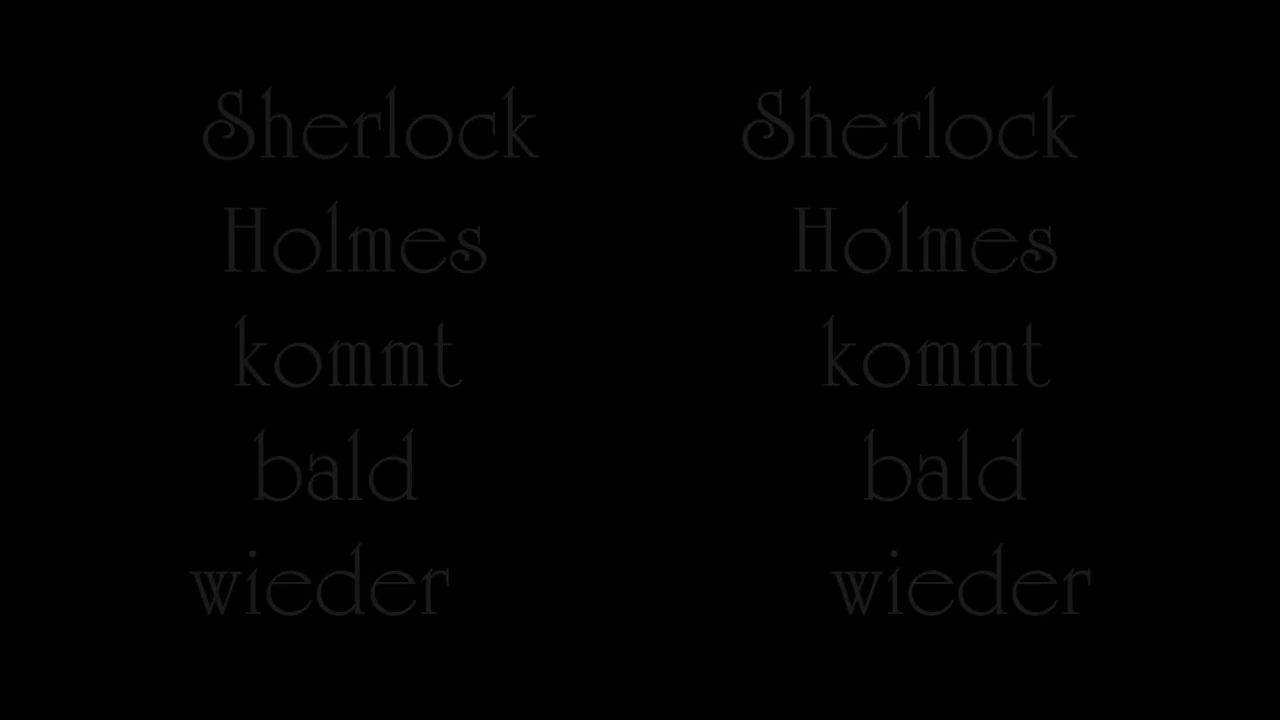 Sherlock Sherlock
Holmes Holmes
kommt kommt
bald bald
wieder wieder